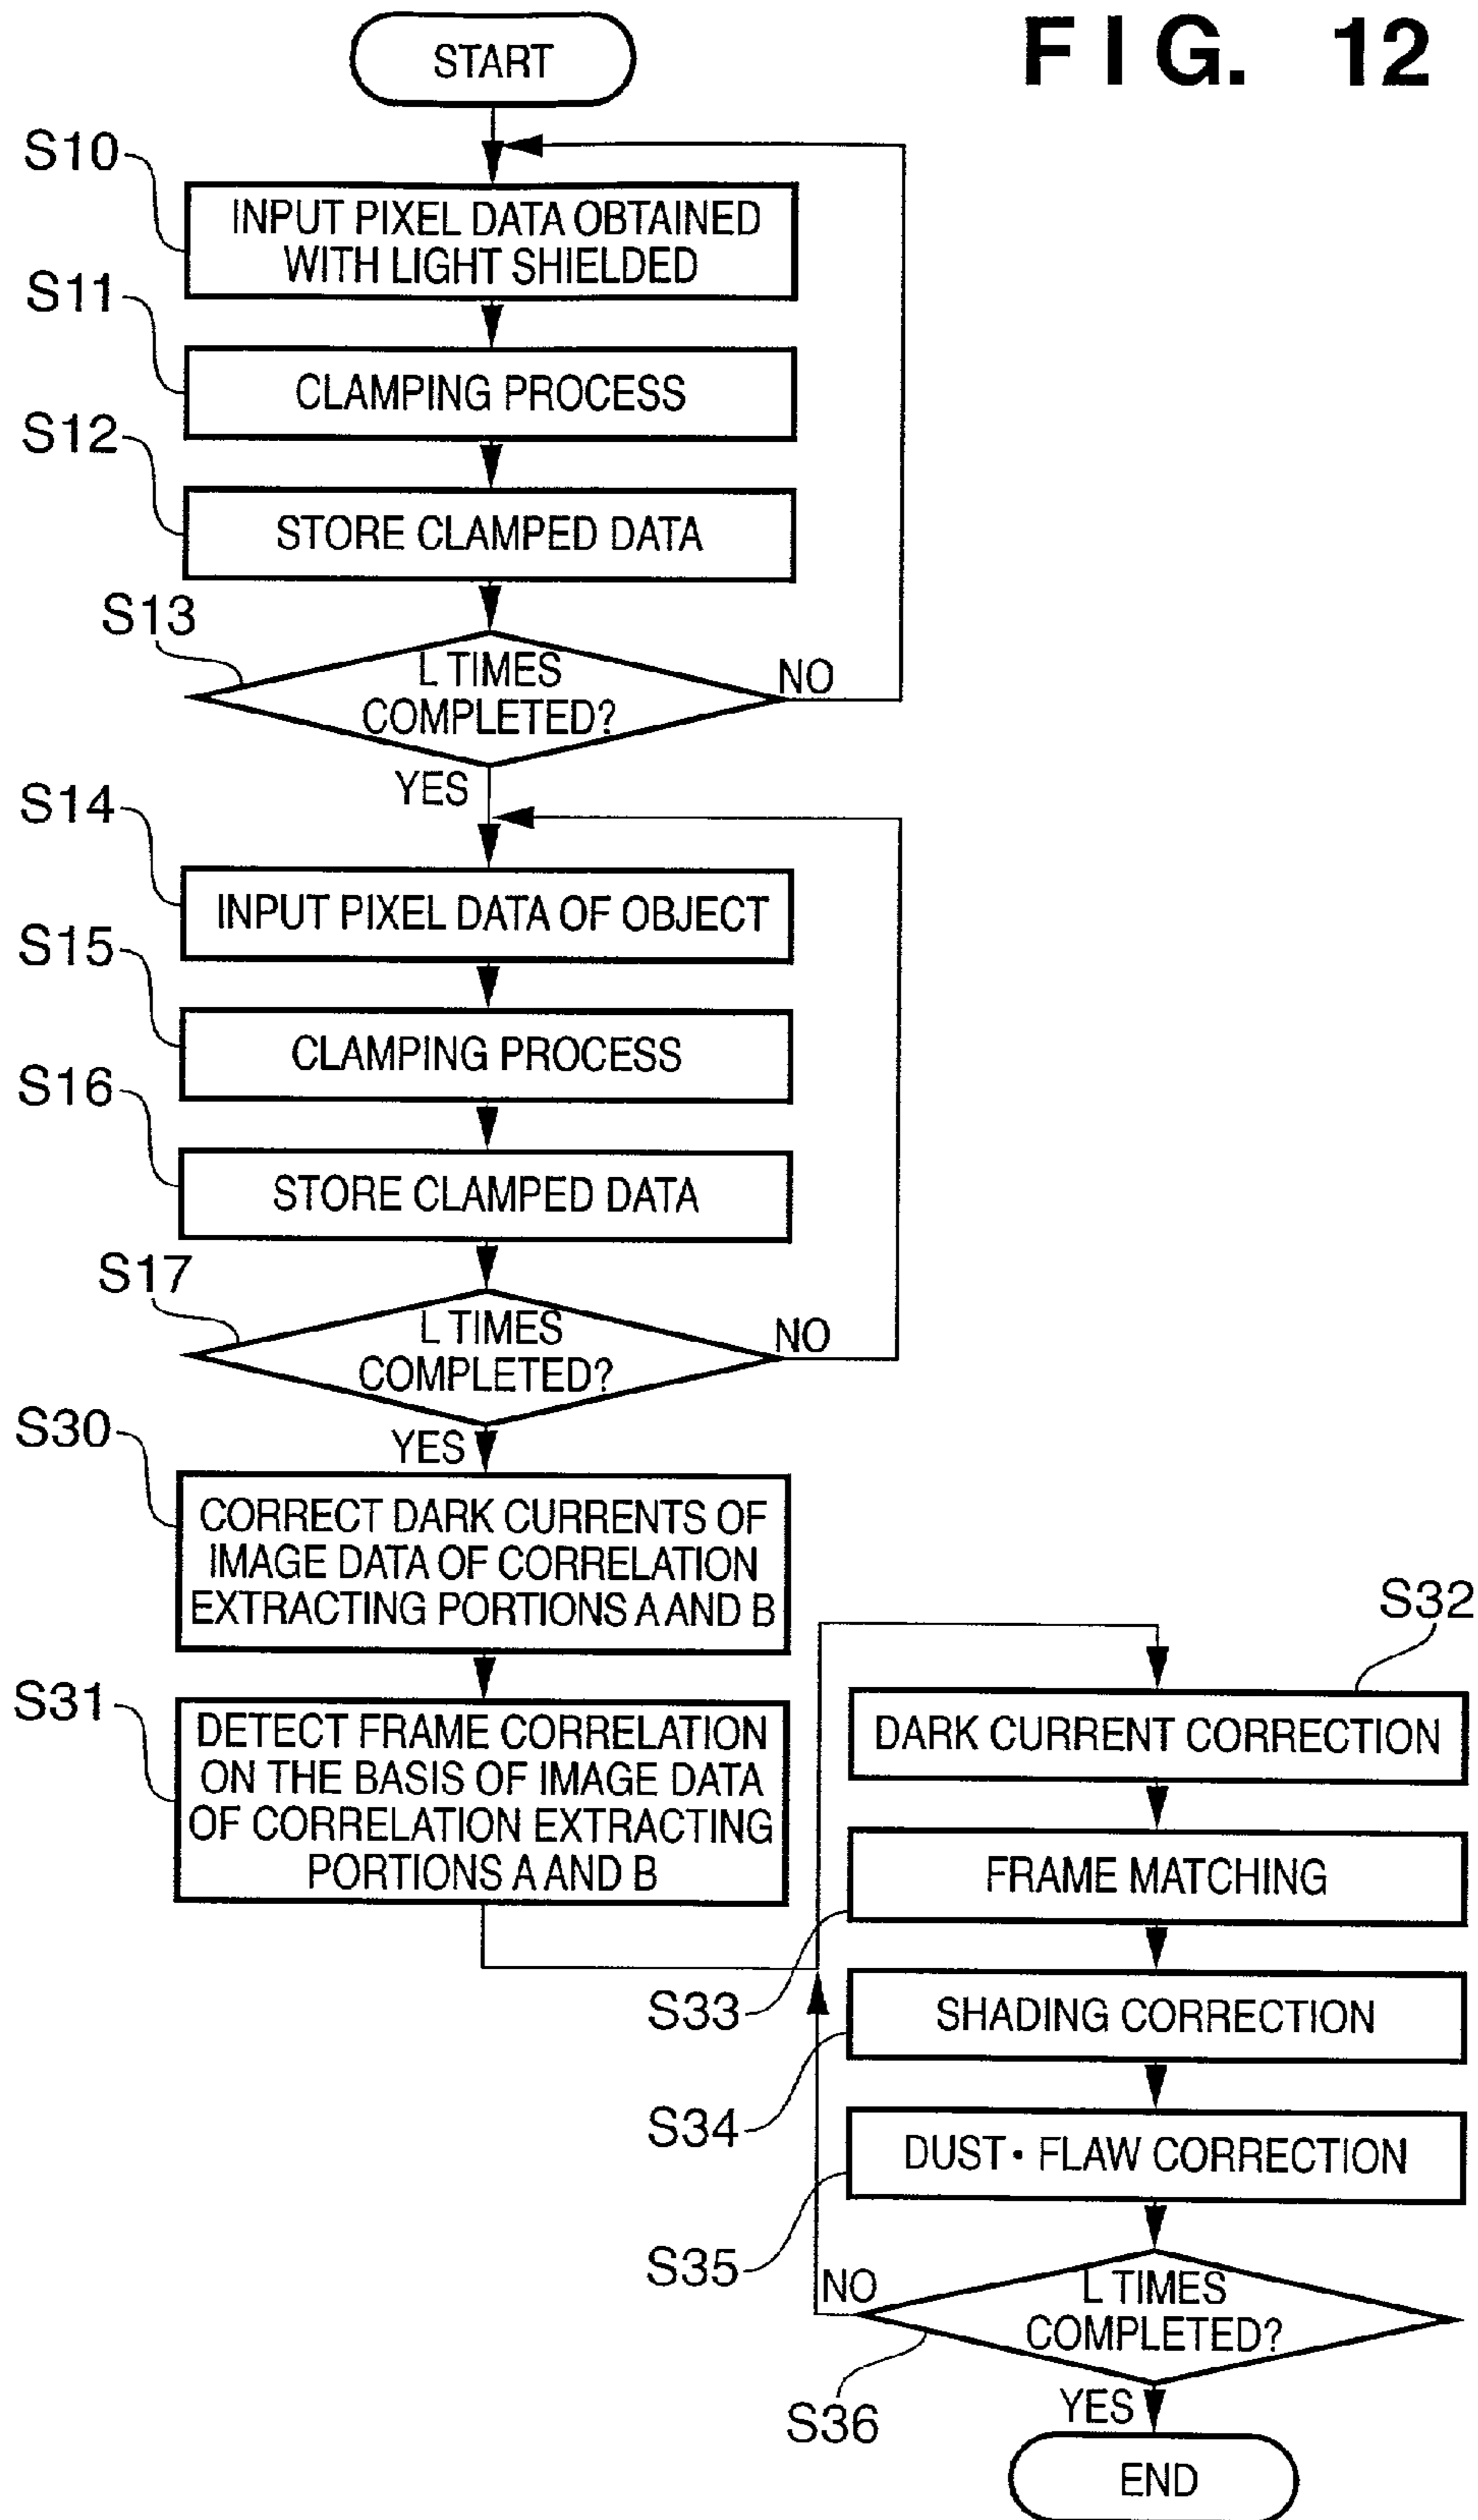 FIG. 12
START
S10
INPUT PIXEL DATA OBTAINED
WITH LIGHT SHIELDED
S11
CLAMPING PROCESS
S12
STORE CLAMPED DATA
S13
L TIMES
COMPLETED?
NO
YES
S14
INPUT PIXEL DATA OF OBJECT
S15
CLAMPING PROCESS
S16
STORE CLAMPED DATA
S17
L TIMES
COMPLETED?
NO
YES
S30
CORRECT DARK CURRENTS OF
IMAGE DATA OF CORRELATION
EXTRACTING PORTIONS A AND B
S31
DETECT FRAME CORRELATION
ON THE BASIS OF IMAGE DATA
OF CORRELATION EXTRACTING
PORTIONS A AND B
S32
DARK CURRENT CORRECTION
S33
FRAME MATCHING
S34
SHADING CORRECTION
S35
DUST · FLAW CORRECTION
S36
L TIMES
COMPLETED?
NO
YES
END